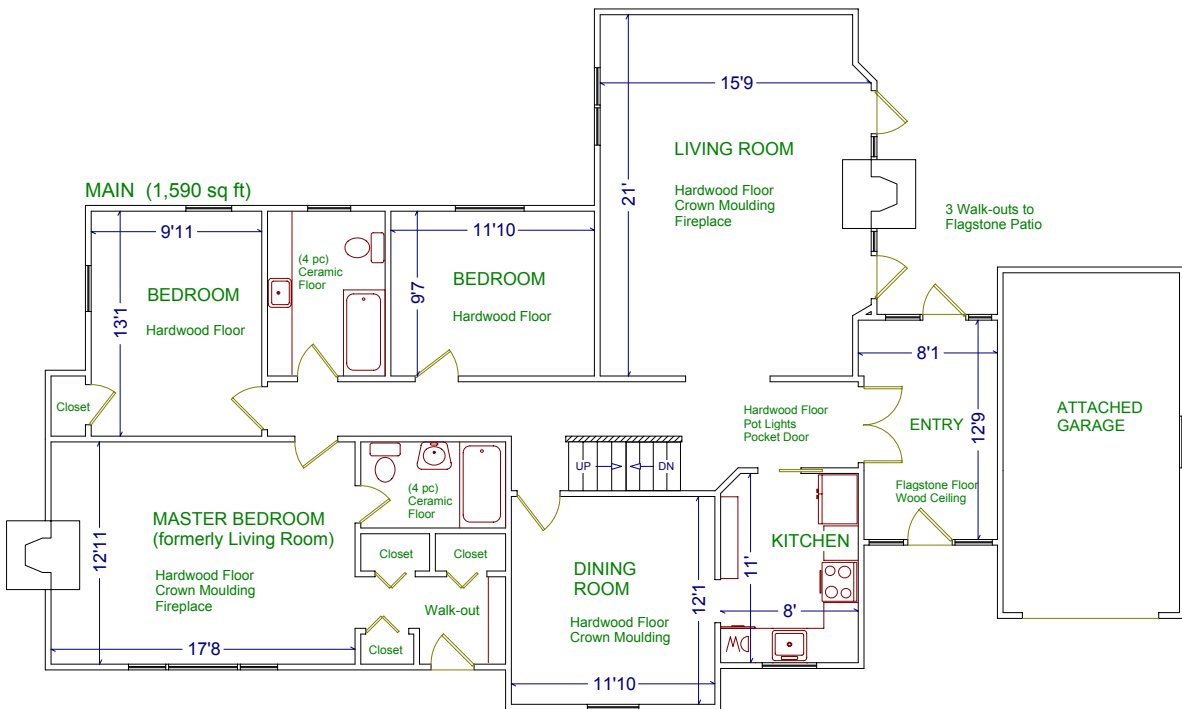 15'9
LIVING ROOM
21'
Hardwood Floor
Crown Moulding
Fireplace
MAIN (1,590 sq ft)
3 Walk-outs to
Flagstone Patio
9'11
11'10
(4 pc)
Ceramic
Floor
BEDROOM
Hardwood Floor
13'1
BEDROOM
Hardwood Floor
9'7
8'1
Closet
Hardwood Floor
Pot Lights
Pocket Door
ENTRY
12'9
ATTACHED
GARAGE
UP
DN
Flagstone Floor
Wood Ceiling
(4 pc)
Ceramic
Floor
MASTER BEDROOM
(formerly Living Room)
12'11
Hardwood Floor
Crown Moulding
Fireplace
KITCHEN
11'
8'
Closet
Closet
DINING
ROOM
12'1
Hardwood Floor
Crown Moulding
Walk-out
DW
Closet
17'8
11'10